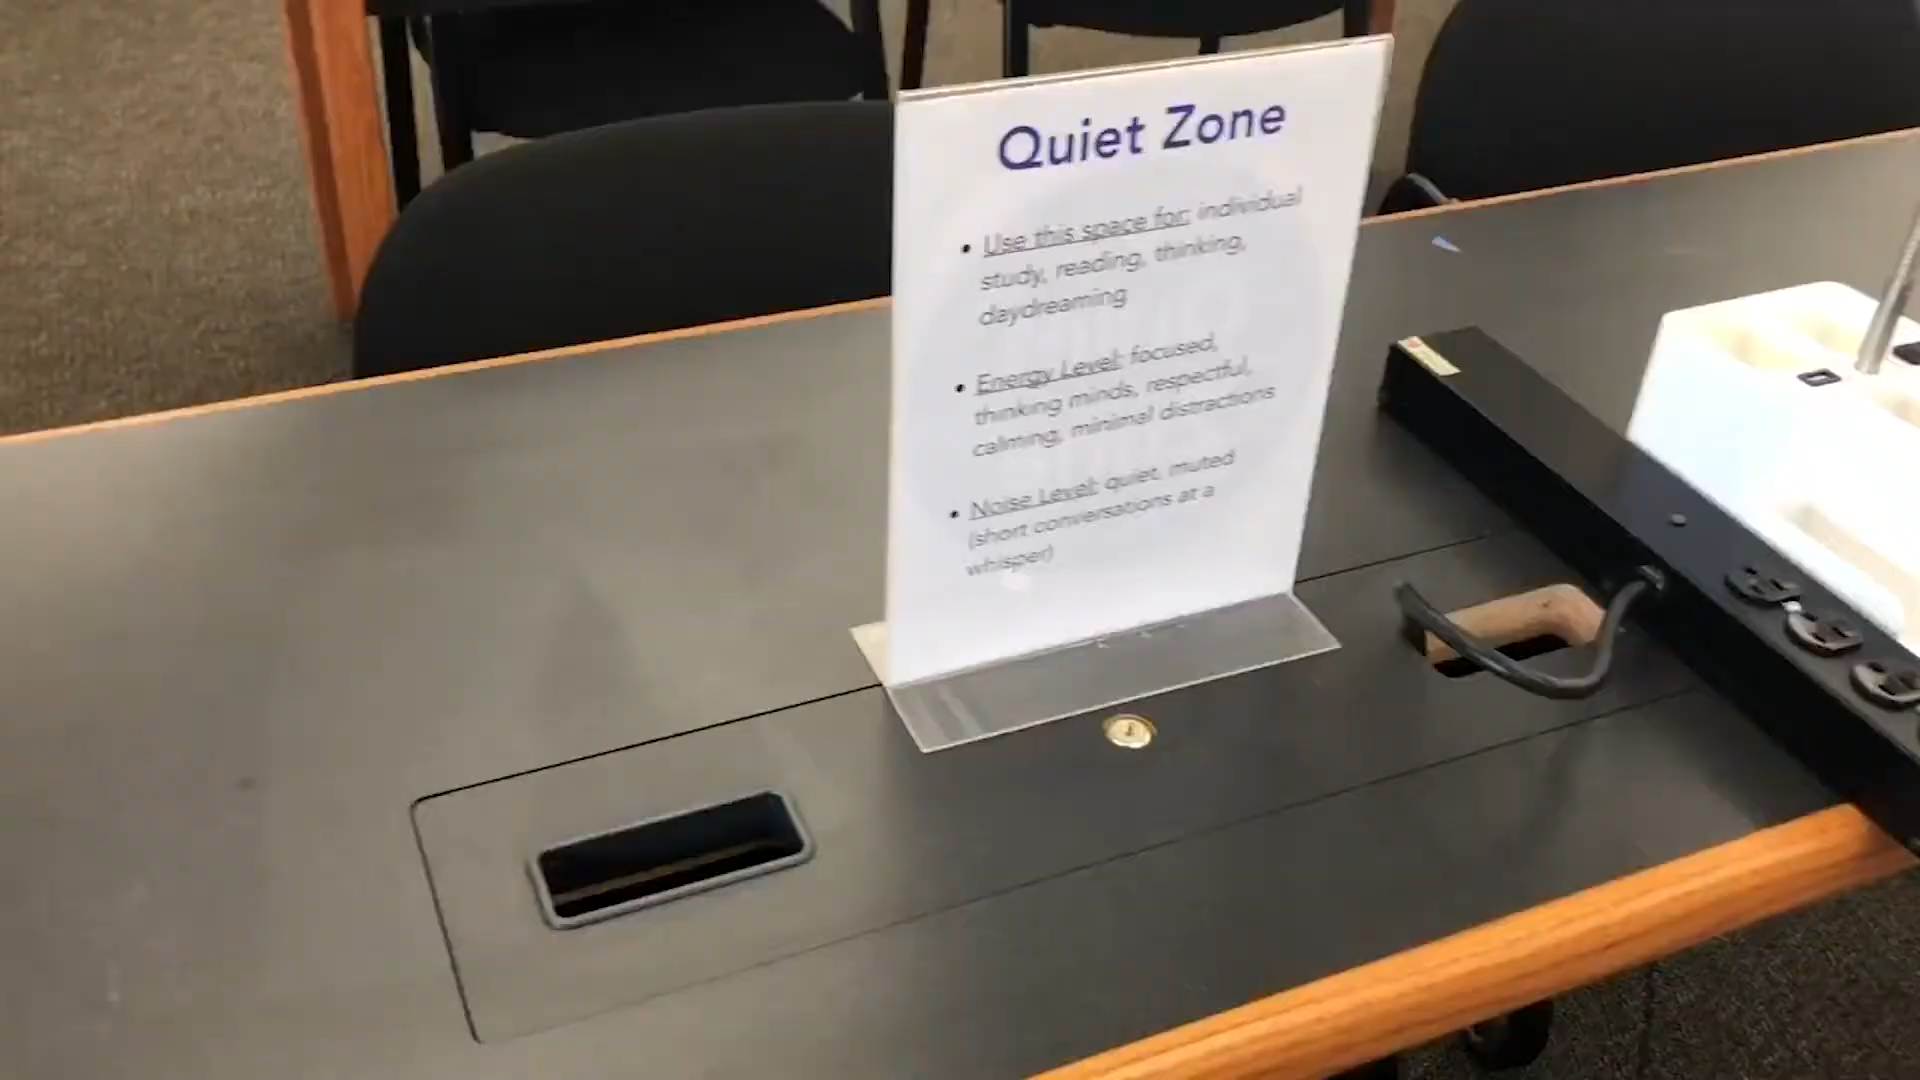 Quiet Zone
• Use this space for: individual
study, reading, thinking,
daydreaming
• Energy Level: focused,
thinking minds, respectful,
calming, minimal distractions
• Noise Level: quiet, muted
(short conversations at a
whisper)